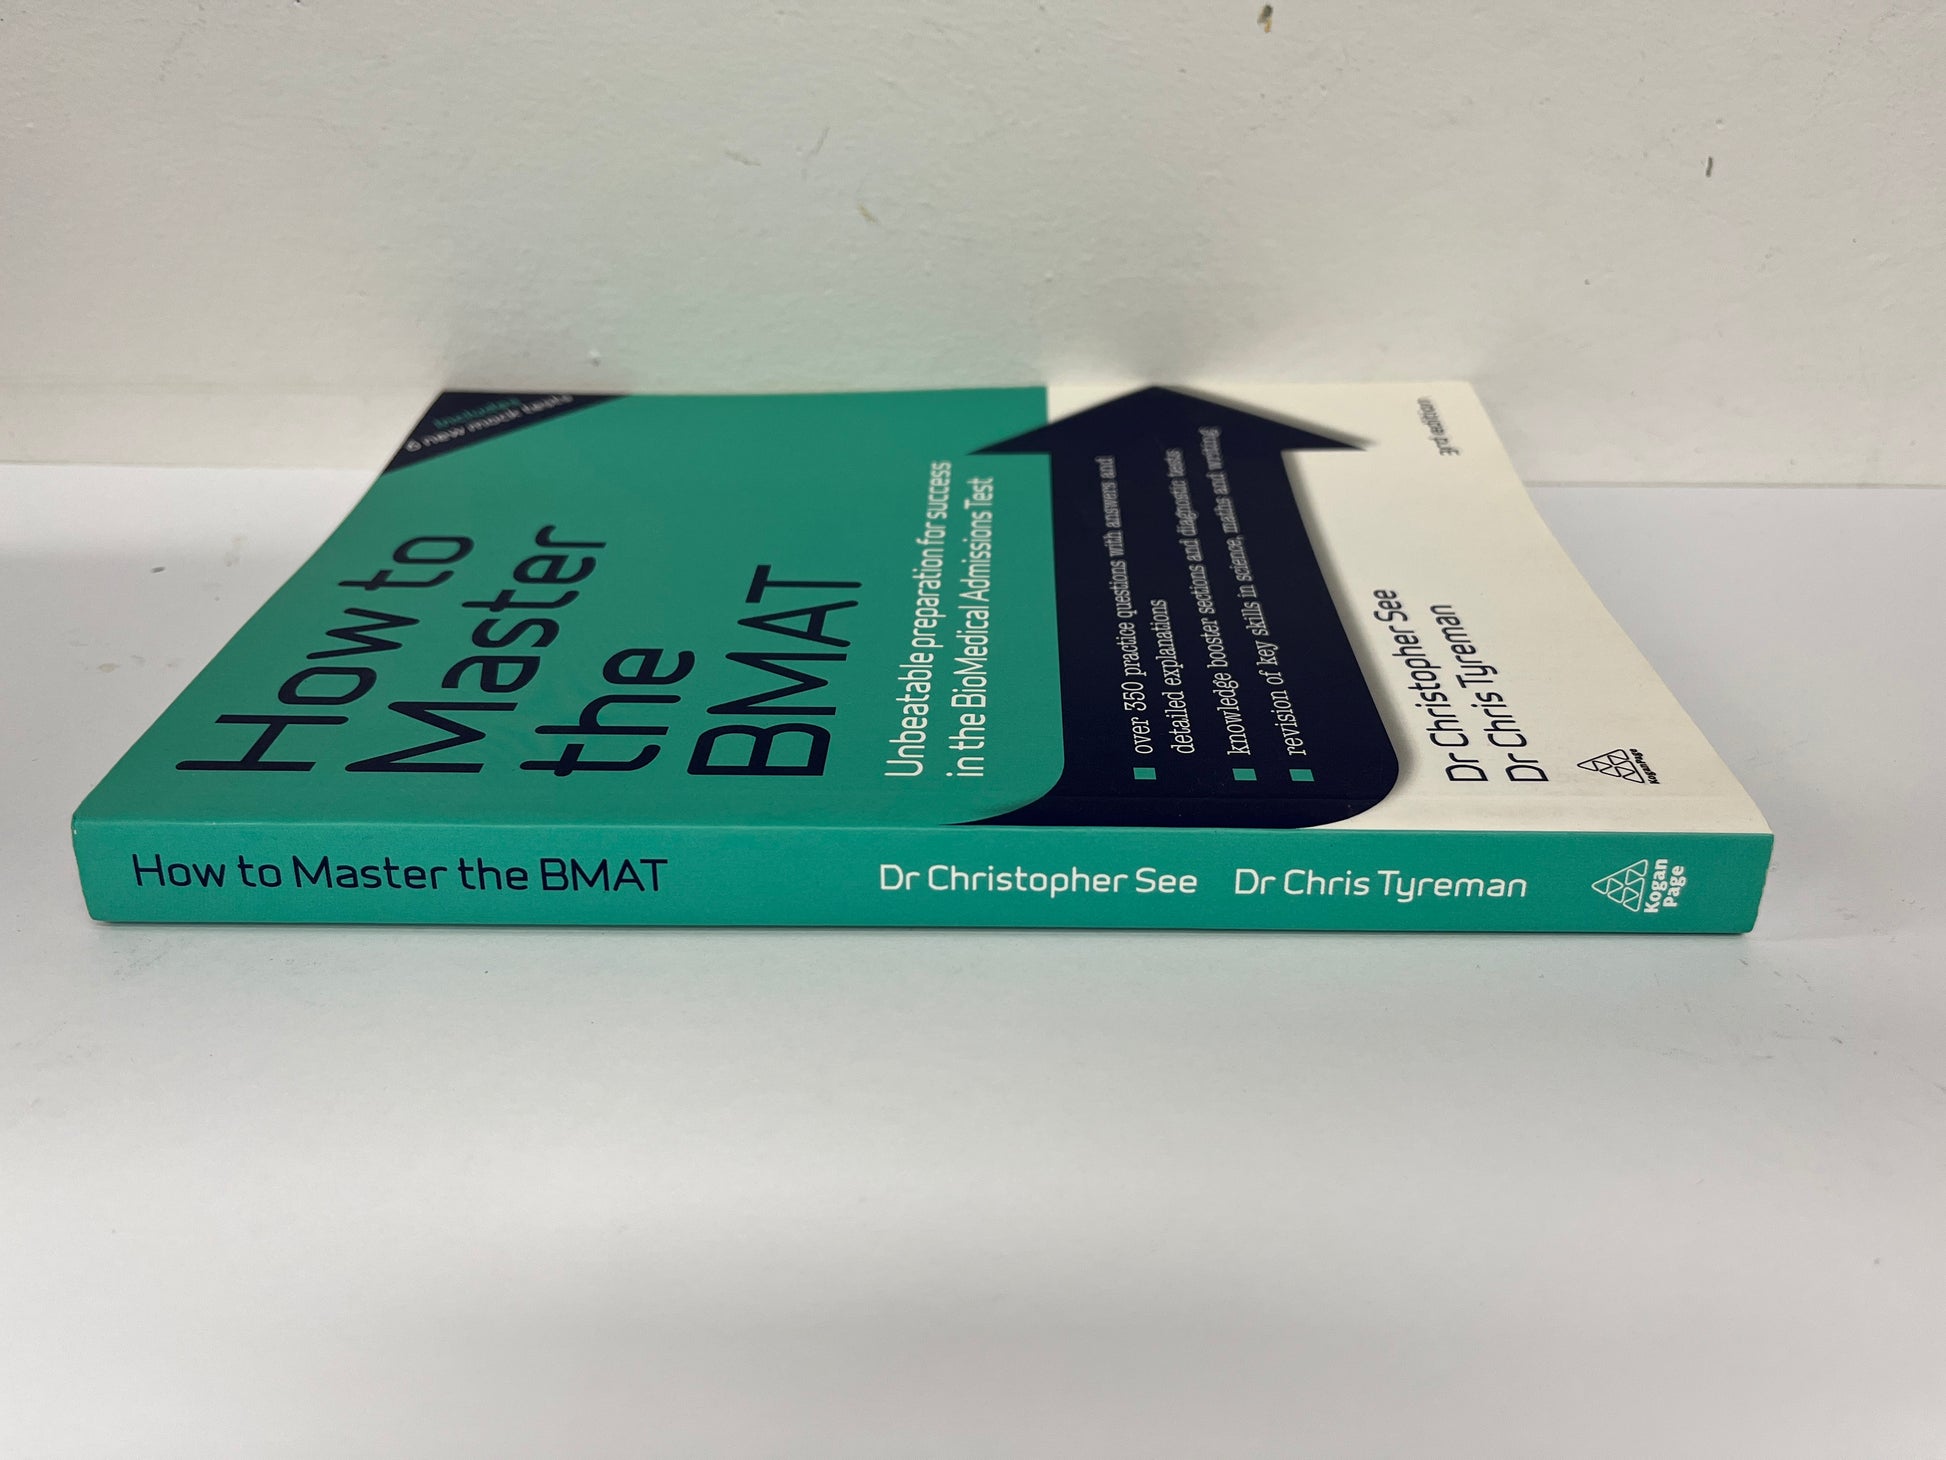 includes
6 new mock tests
How to
Master
the
BMAT
Unbeatable preparation for success
in the BioMedical Admissions Test
over 350 practice questions with answers and
detailed explanations
knowledge booster sections and diagnostic tests
revision of key skills in science, maths and writing
3rd edition
Dr Christopher See
Dr Chris Tyreman
KoganPage
How to Master the BMAT
Dr Christopher See
Dr Chris Tyreman
Kogan
Page